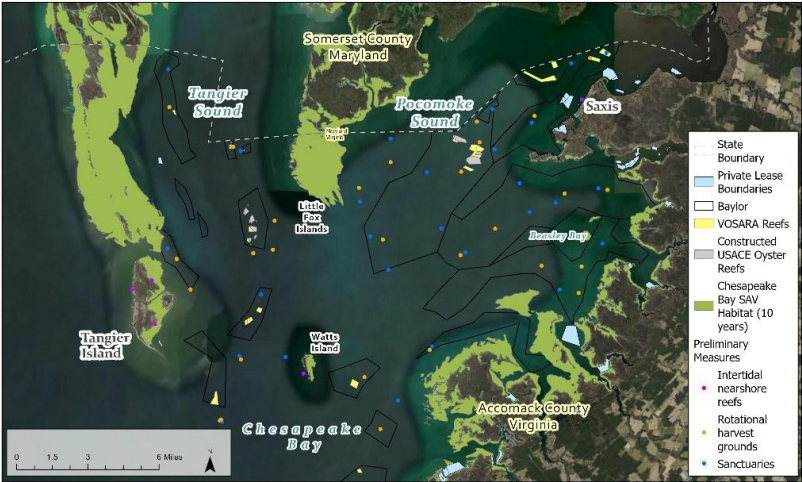 Somerset County
Maryland
Tangier
Sound
Pocomoke
Sound
Saxis
Little
Fox
Islands
Beasley Bay
Tangier
Island
Watts
Island
Accomack County
Virginia
Chesapeake
Bay
0 1.5 3 6 Miles
State
Boundary
Private Lease
Boundaries
Baylor
VOSARA Reefs
Constructed
USACE Oyster
Reefs
Chesapeake
Bay SAV
Habitat (10
years)
Preliminary
Measures
Intertidal
nearshore
reefs
Rotational
harvest
grounds
Sanctuaries